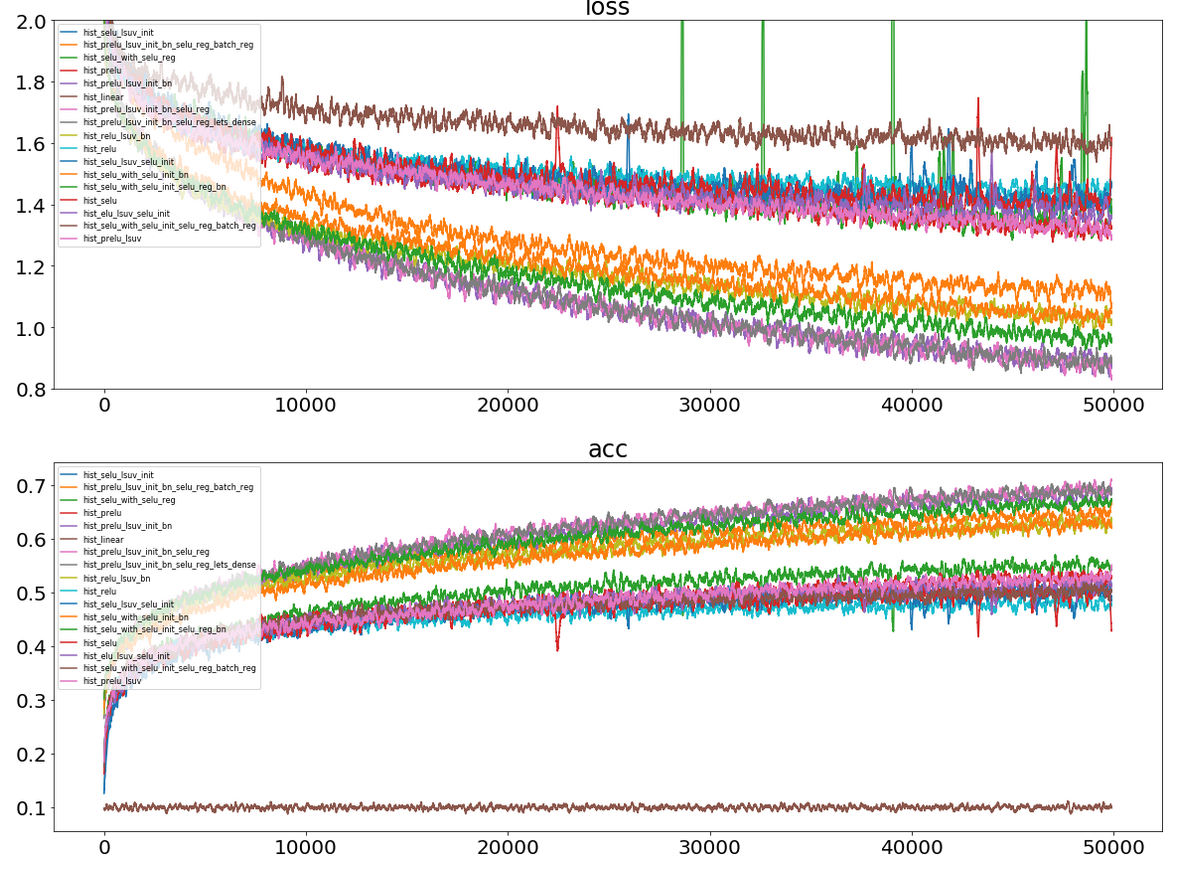 loss
2.0
1.8
1.6
1.4
1.2
1.0
0.8
hist_selu_lsuv_init
hist_prelu_lsuv_init_bn_selu_reg_batch_reg
hist_selu_with_selu_reg
hist_prelu
hist_prelu_lsuv_init_bn
hist_linear
hist_prelu_lsuv_init_bn_selu_reg
hist_prelu_lsuv_init_bn_selu_reg_lets_dense
hist_relu_lsuv_bn
hist_relu
hist_selu_lsuv_selu_init
hist_selu_with_selu_init_bn
hist_selu_with_selu_init_selu_reg_bn
hist_selu
hist_elu_lsuv_selu_init
hist_selu_with_selu_init_selu_reg_batch_reg
hist_prelu_lsuv
0 10000 20000 30000 40000 50000
acc
0.7
0.6
0.5
0.4
0.3
0.2
0.1
hist_selu_lsuv_init
hist_prelu_lsuv_init_bn_selu_reg_batch_reg
hist_selu_with_selu_reg
hist_prelu
hist_prelu_lsuv_init_bn
hist_linear
hist_prelu_lsuv_init_bn_selu_reg
hist_prelu_lsuv_init_bn_selu_reg_lets_dense
hist_relu_lsuv_bn
hist_relu
hist_selu_lsuv_selu_init
hist_selu_with_selu_init_bn
hist_selu_with_selu_init_selu_reg_bn
hist_selu
hist_elu_lsuv_selu_init
hist_selu_with_selu_init_selu_reg_batch_reg
hist_prelu_lsuv
0 10000 20000 30000 40000 50000